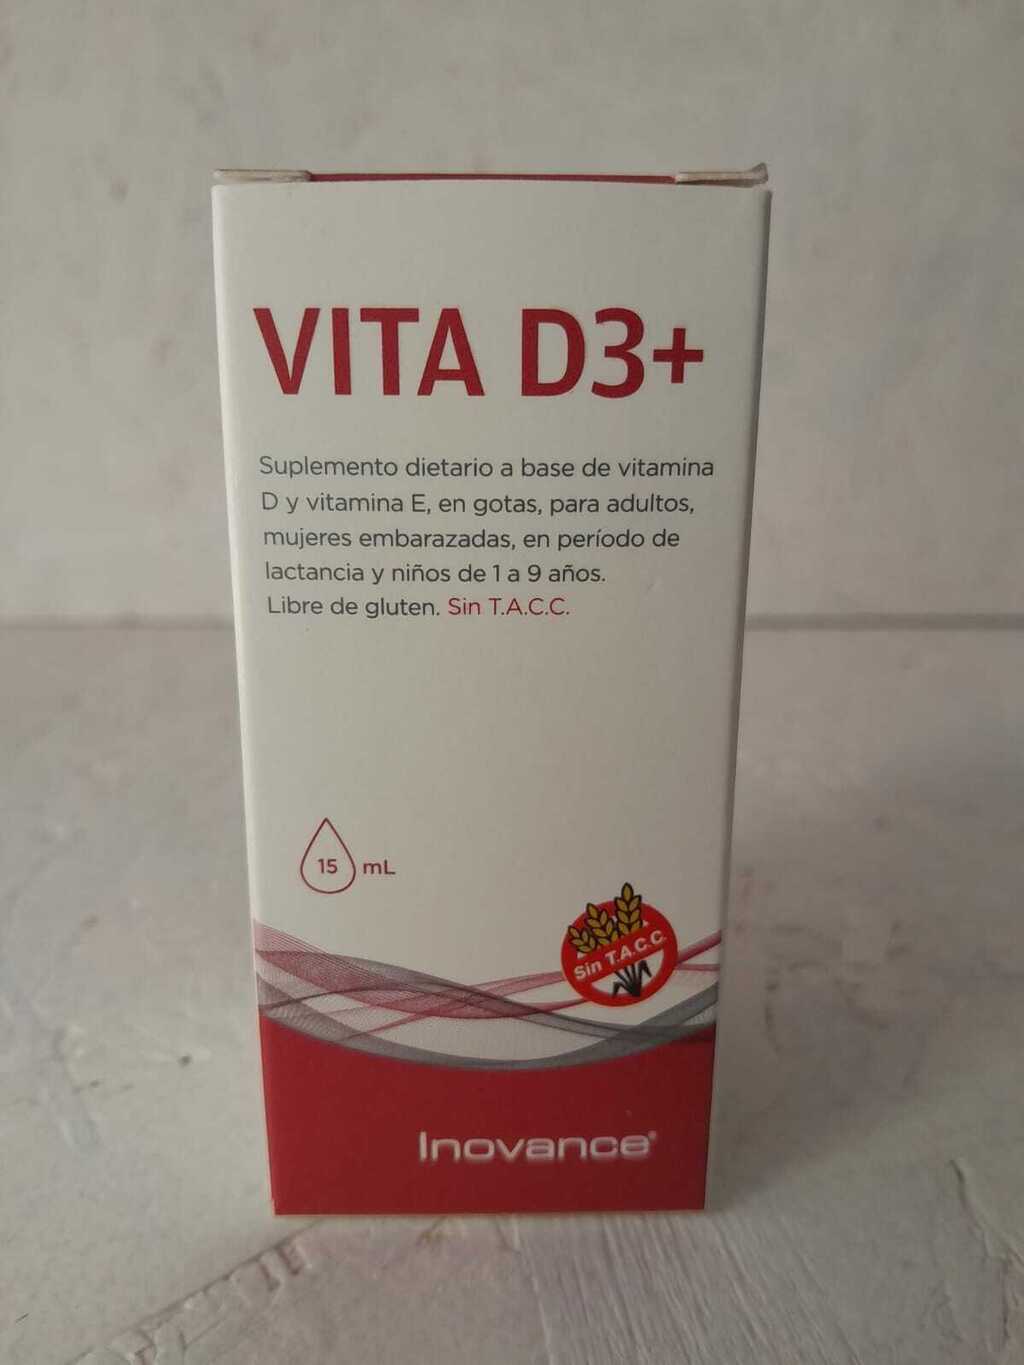 VITA D3+
Suplemento dietario a base de vitamina
D y vitamina E, en gotas, para adultos,
mujeres embarazadas, en período de
lactancia y niños de 1 a 9 años.
Libre de gluten. Sin T.A.C.C.
15 mL
Sin T.A.C.C.
Inovance®